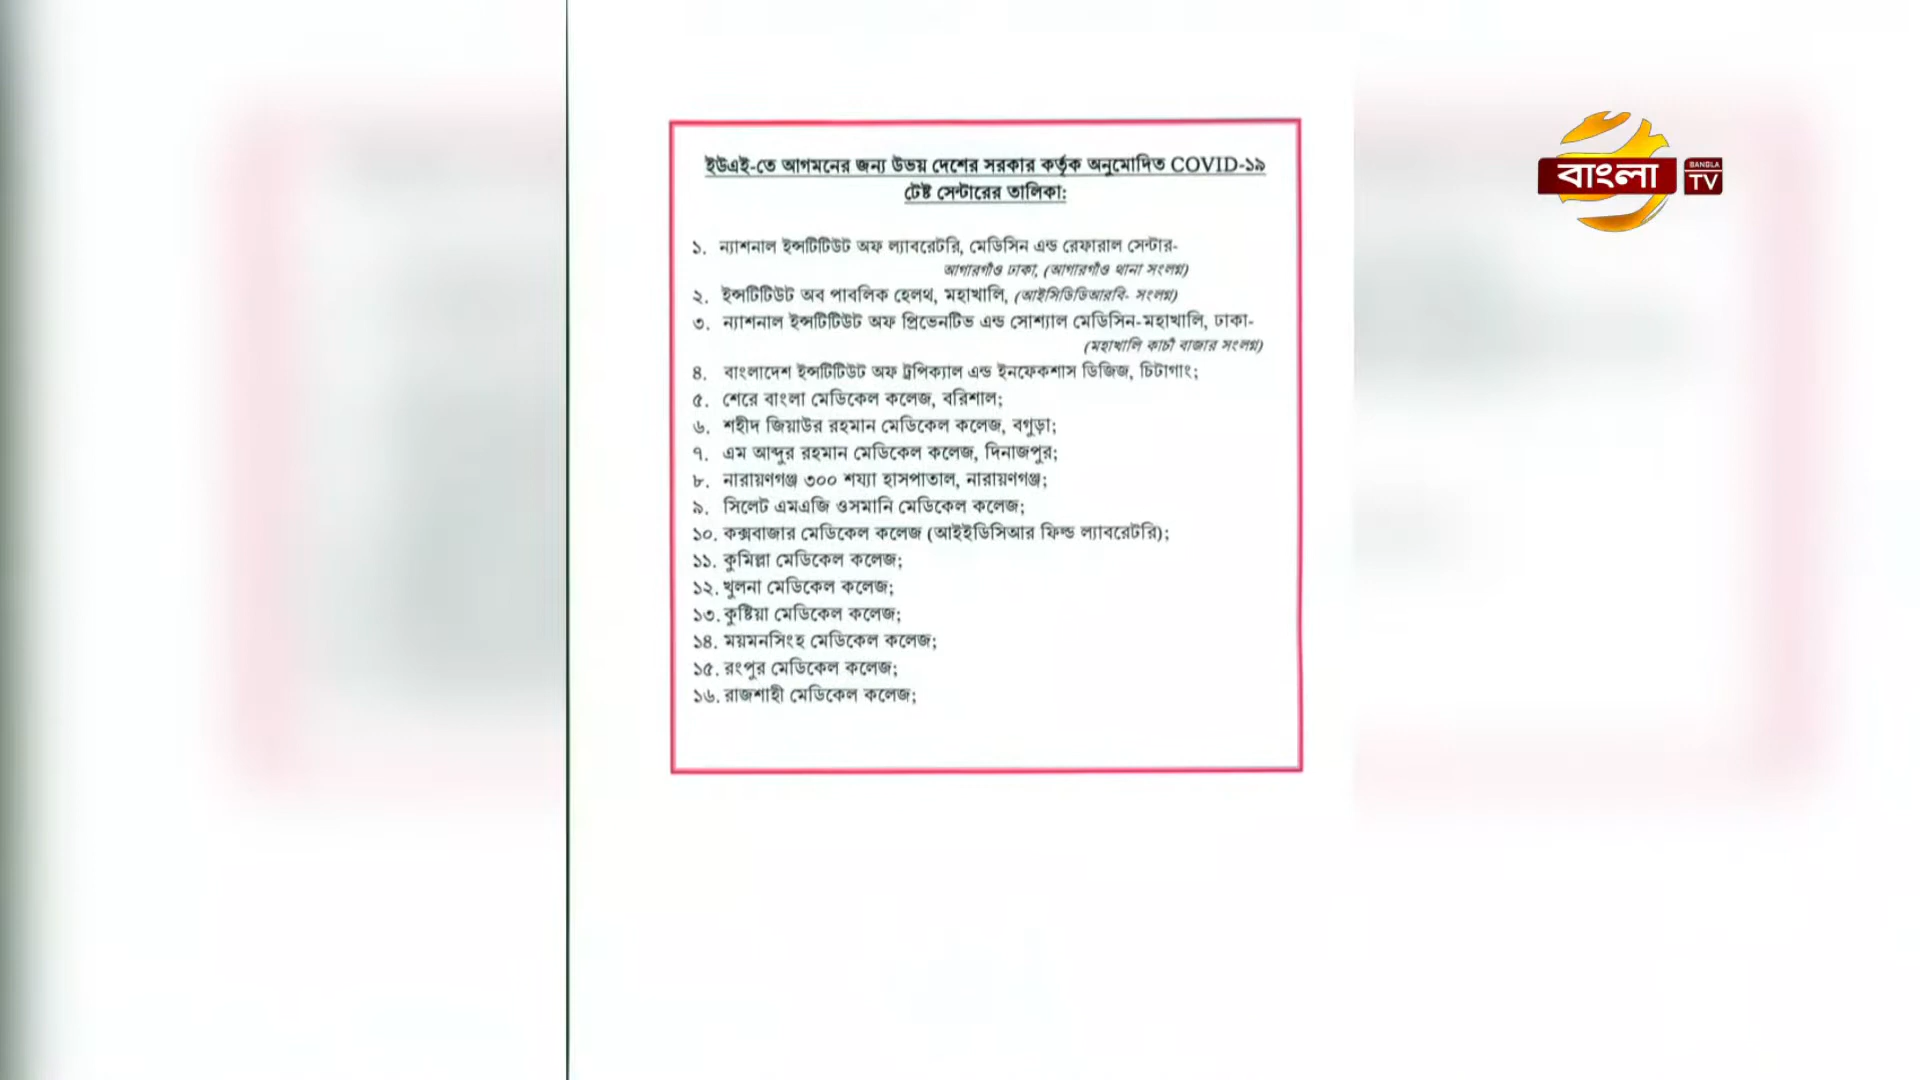 ইউএই-তে আগমনের জন্য উভয় দেশের সরকার কর্তৃক অনুমোদিত COVID-১৯
টেষ্ট সেন্টারের তালিকা:
১. ন্যাশনাল ইন্সটিটিউট অফ ল্যাবরেটরি, মেডিসিন এন্ড রেফারাল সেন্টার-
আগারগাঁও ঢাকা, (আগারগাঁও থানা সংলগ্ন)
২. ইন্সটিটিউট অব পাবলিক হেলথ, মহাখালি, (আইসিডিডিআরবি- সংলগ্ন)
৩. ন্যাশনাল ইন্সটিটিউট অফ প্রিভেনটিভ এন্ড সোশ্যাল মেডিসিন-মহাখালি, ঢাকা-
(মহাখালি কাচাঁ বাজার সংলগ্ন)
৪. বাংলাদেশ ইন্সটিটিউট অফ ট্রপিক্যাল এন্ড ইনফেকশাস ডিজিজ, চিটাগাং;
৫. শেরে বাংলা মেডিকেল কলেজ, বরিশাল;
৬. শহীদ জিয়াউর রহমান মেডিকেল কলেজ, বগুড়া;
৭. এম আব্দুর রহমান মেডিকেল কলেজ, দিনাজপুর;
৮. নারায়ণগঞ্জ ৩০০ শয্যা হাসপাতাল, নারায়ণগঞ্জ;
৯. সিলেট এমএজি ওসমানি মেডিকেল কলেজ;
১০. কক্সবাজার মেডিকেল কলেজ (আইইডিসিআর ফিল্ড ল্যাবরেটরি);
১১. কুমিল্লা মেডিকেল কলেজ;
১২. খুলনা মেডিকেল কলেজ;
১৩. কুষ্টিয়া মেডিকেল কলেজ;
১৪. ময়মনসিংহ মেডিকেল কলেজ;
১৫. রংপুর মেডিকেল কলেজ;
১৬. রাজশাহী মেডিকেল কলেজ;
বাংলা
BANGLA
TV